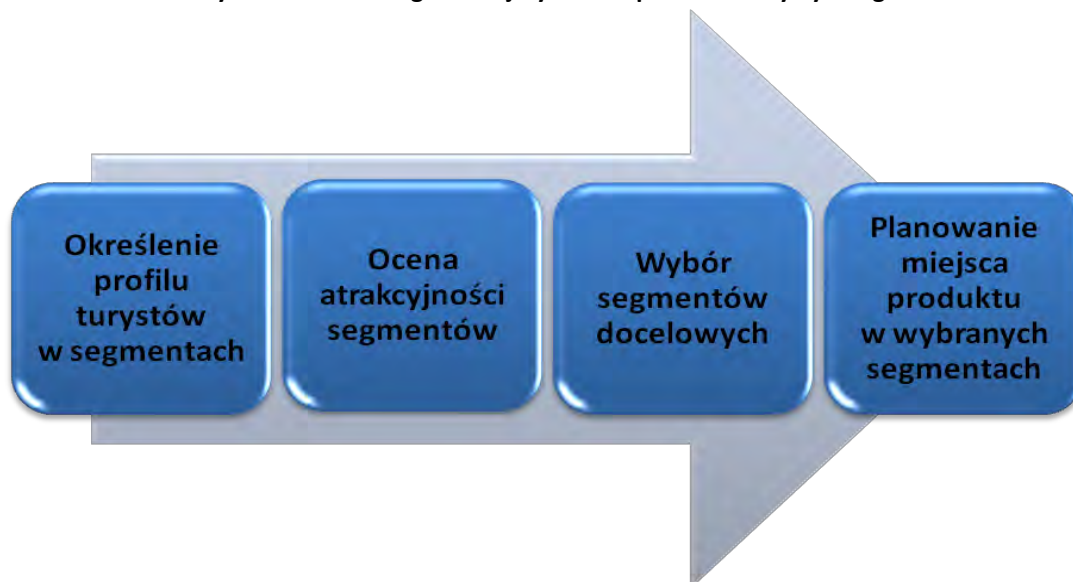 Określenie
profilu
turystów
w segmentach
Ocena
atrakcyjności
segmentów
Wybór
segmentów
docelowych
Planowanie
miejsca
produktu
w wybranych
segmentach